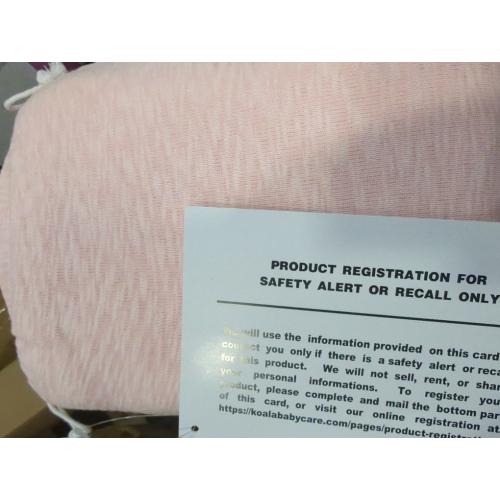 PRODUCT REGISTRATION FOR
SAFETY ALERT OR RECALL ONLY
will use the information provided on this card
you only if there is a safety alert or reca
for this product. We will not sell, rent, or shar
your personal informations. To register you
product, please complete and mail the bottom par
of this card, or visit our online registration at
https://koalababycare.com/pages/product-registratio